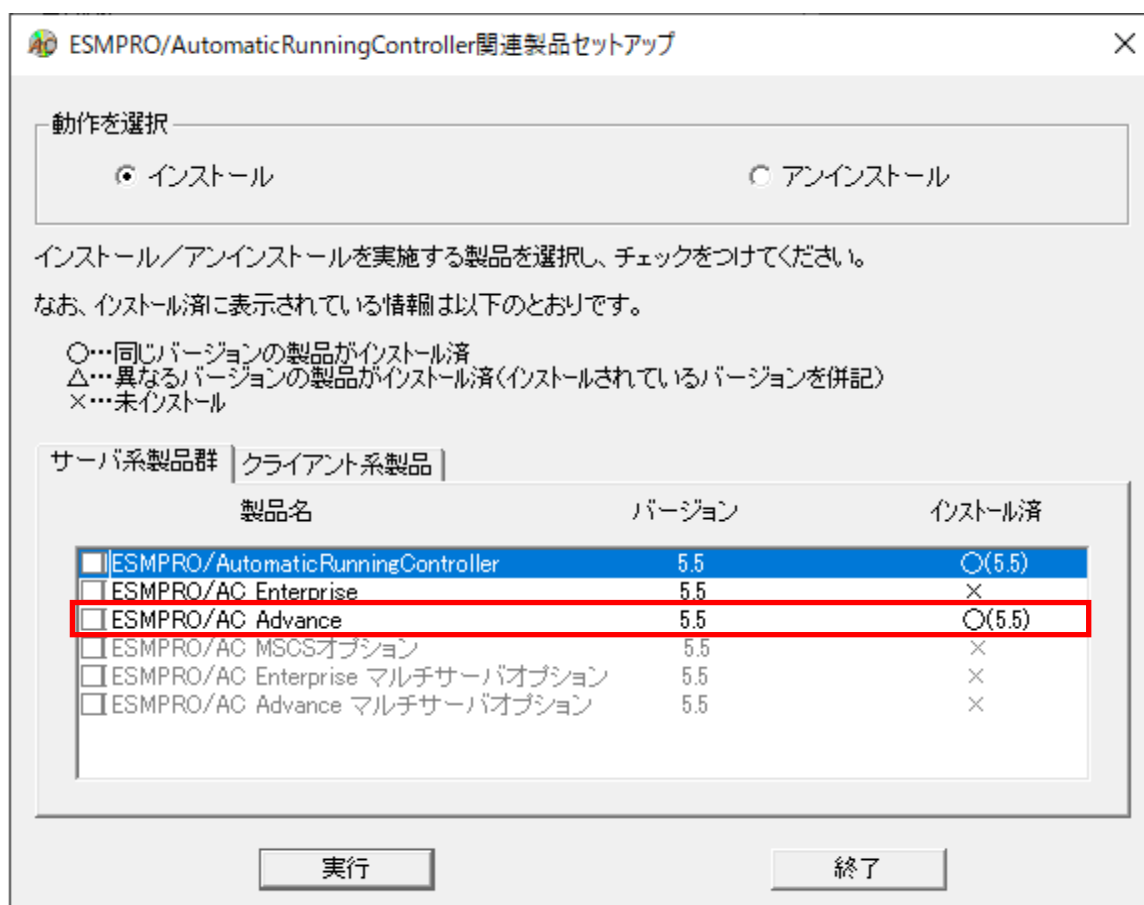 ESMPRO/AutomaticRunningController関連製品セットアップ
動作を選択
インストール アンインストール
インストール／アンインストールを実施する製品を選択し、チェックをつけてください。
なお、インストール済に表示されている情報は以下のとおりです。
○…同じバージョンの製品がインストール済
△…異なるバージョンの製品がインストール済(インストールされているバージョンを併記)
×…未インストール
サーバ系製品群 クライアント系製品
製品名 バージョン インストール済
ESMPRO/AutomaticRunningController 5.5 ○(5.5)
ESMPRO/AC Enterprise 5.5 ×
ESMPRO/AC Advance 5.5 ○(5.5)
ESMPRO/AC MSCSオプション 5.5 ×
ESMPRO/AC Enterprise マルチサーバオプション 5.5 ×
ESMPRO/AC Advance マルチサーバオプション 5.5 ×
実行 終了